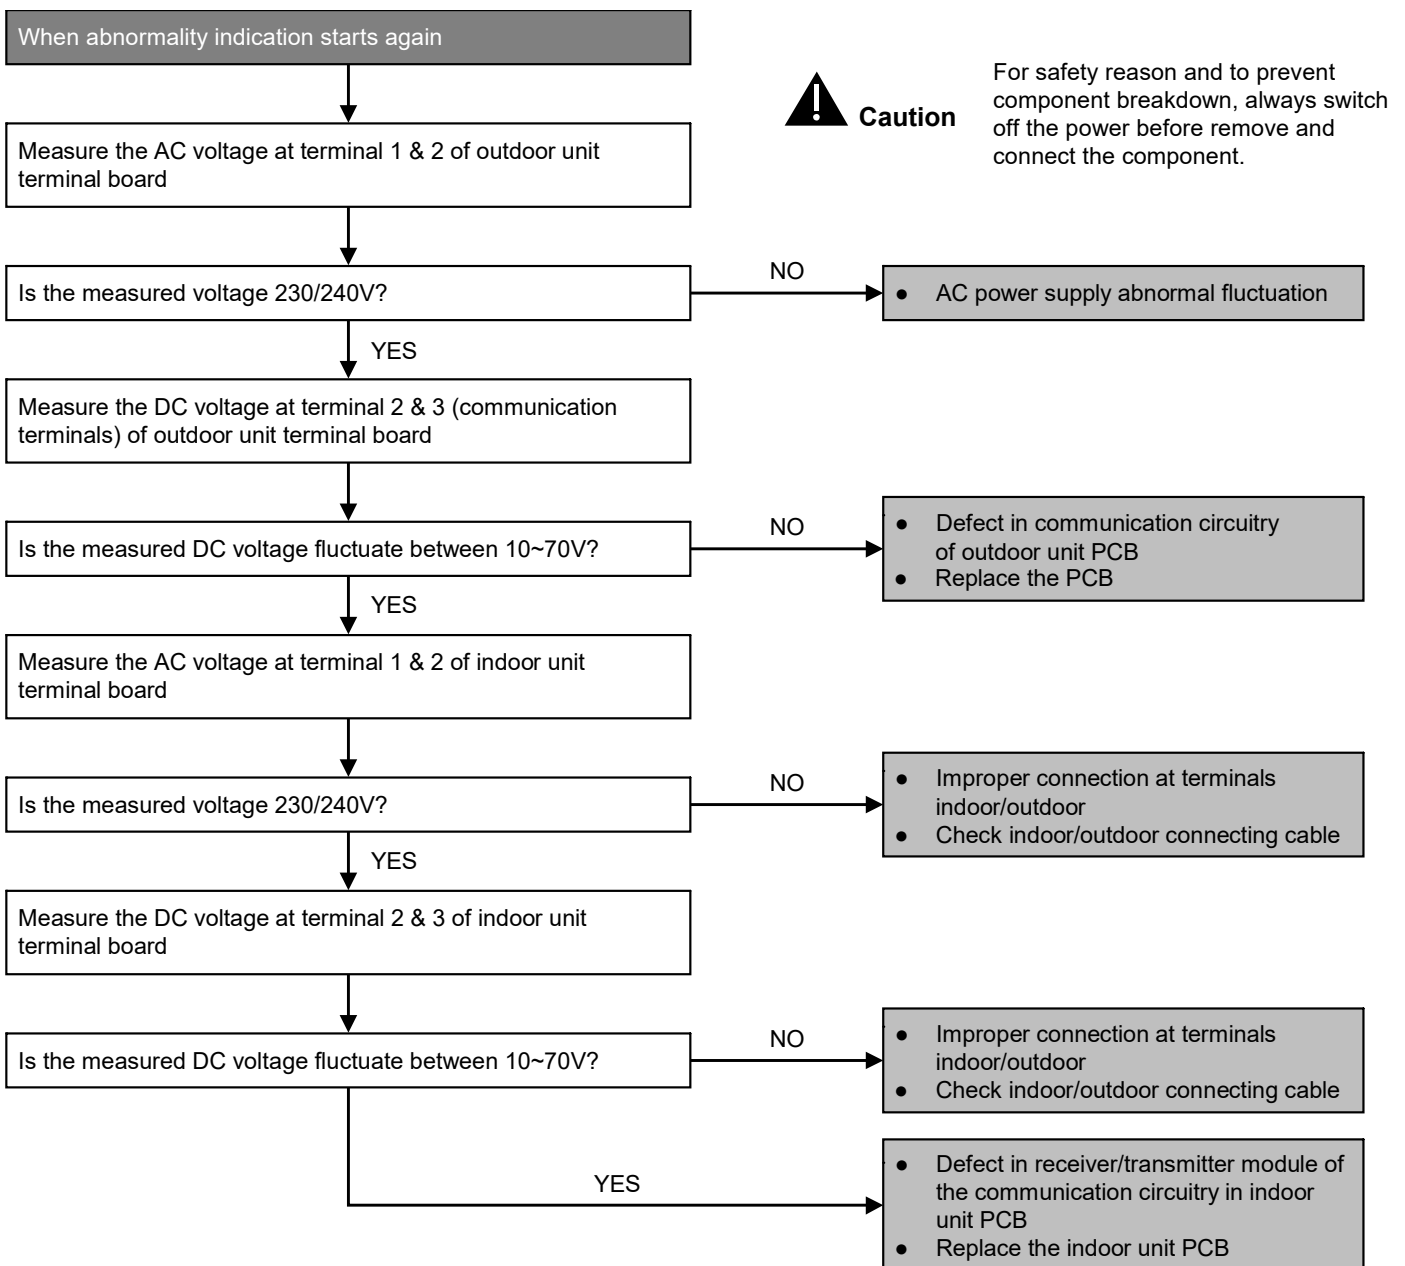 When abnormality indication starts again
For safety reason and to prevent
component breakdown, always switch
off the power before remove and
connect the component.
Caution
Measure the AC voltage at terminal 1 & 2 of outdoor unit
terminal board
Is the measured voltage 230/240V?
NO
● AC power supply abnormal fluctuation
YES
Measure the DC voltage at terminal 2 & 3 (communication
terminals) of outdoor unit terminal board
Is the measured DC voltage fluctuate between 10~70V?
NO
● Defect in communication circuitry
of outdoor unit PCB
● Replace the PCB
YES
Measure the AC voltage at terminal 1 & 2 of indoor unit
terminal board
Is the measured voltage 230/240V?
NO
● Improper connection at terminals
indoor/outdoor
● Check indoor/outdoor connecting cable
YES
Measure the DC voltage at terminal 2 & 3 of indoor unit
terminal board
Is the measured DC voltage fluctuate between 10~70V?
NO
● Improper connection at terminals
indoor/outdoor
● Check indoor/outdoor connecting cable
YES
● Defect in receiver/transmitter module of
the communication circuitry in indoor
unit PCB
● Replace the indoor unit PCB